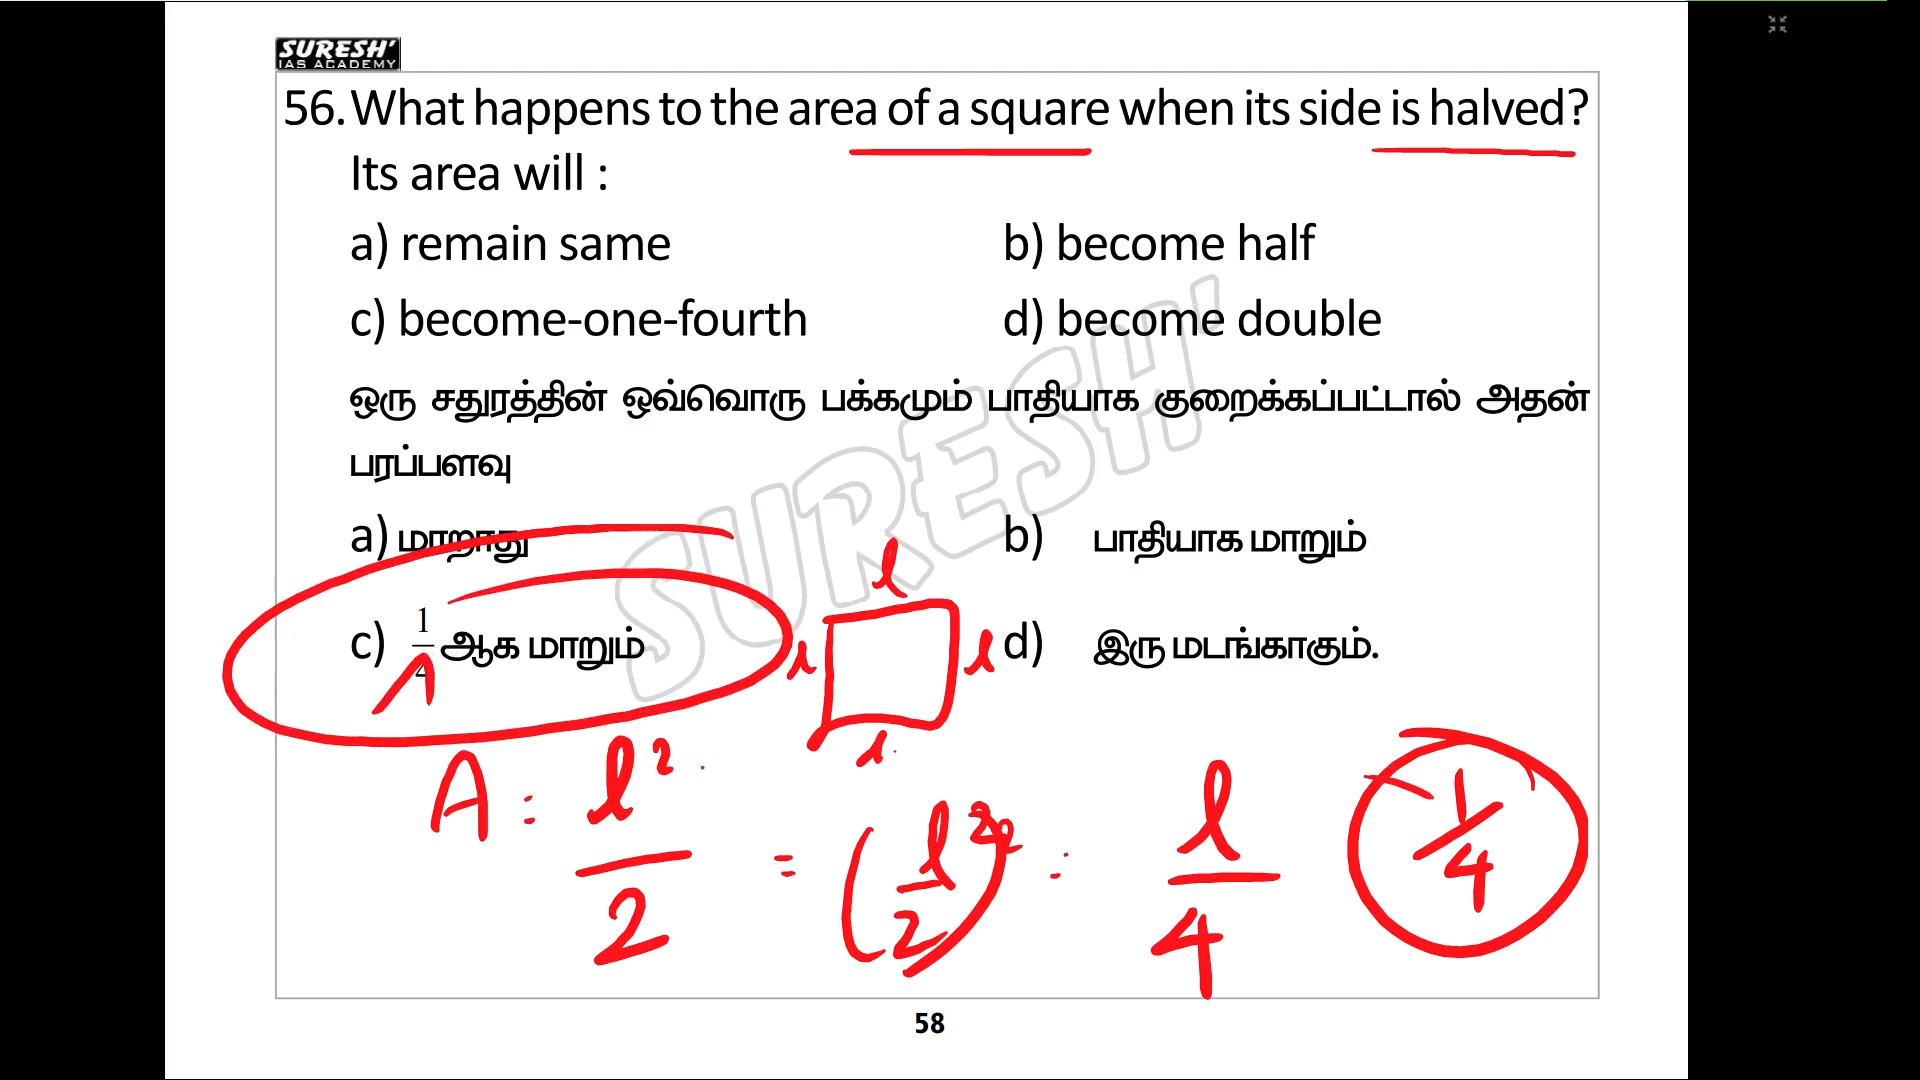 SURESH'
IAS ACADEMY
56. What happens to the area of a square when its side is halved?
Its area will :
a) remain same b) become half
c) become-one-fourth d) become double
ஒரு சதுரத்தின் ஒவ்வொரு பக்கமும் பாதியாக குறைக்கப்பட்டால் அதன்
பரப்பளவு
a) மாறாது b) பாதியாக மாறும்
c) 1/4 ஆக மாறும் d) இரு மடங்காகும்.
SURESH'
l
l l
l
A = l²
l/2 = (l/2)² = l/4 1/4
58